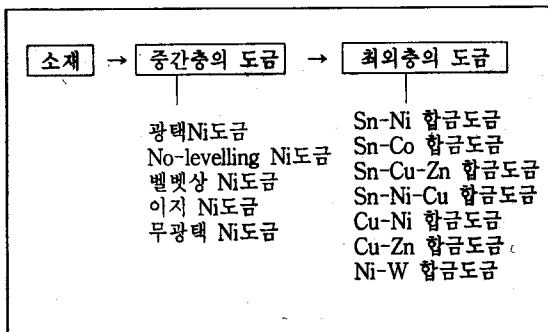 소재 → 중간층의 도금 → 최외층의 도금
광택Ni도금
No-levelling Ni도금
벨벳상 Ni도금
이지 Ni도금
무광택 Ni도금
Sn-Ni 합금도금
Sn-Co 합금도금
Sn-Cu-Zn 합금도금
Sn-Ni-Cu 합금도금
Cu-Ni 합금도금
Cu-Zn 합금도금
Ni-W 합금도금